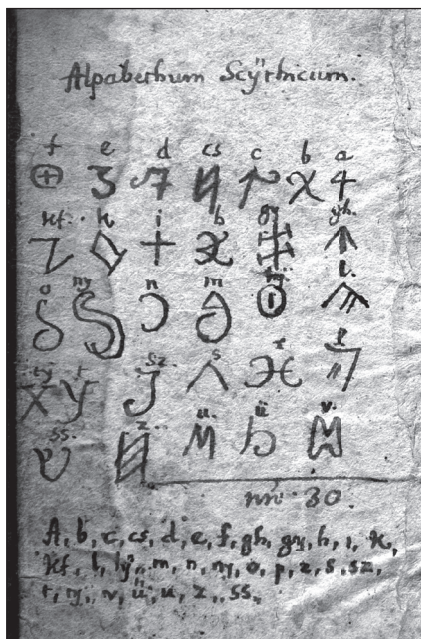 Alpabethum Scÿthicum.
f e d cs c b a
kf. k i h gy gh.
o ny n m ly. l.
ty t sz. s r p
ss. z. u. ü v.
nrº 30.
A, b, c, cs, d, e, f, gh, gy, h, i, k,
kf, l, lÿ, m, n, ny, o, p, r, s, sz,
t, ty, v, ü, u, z, ss,